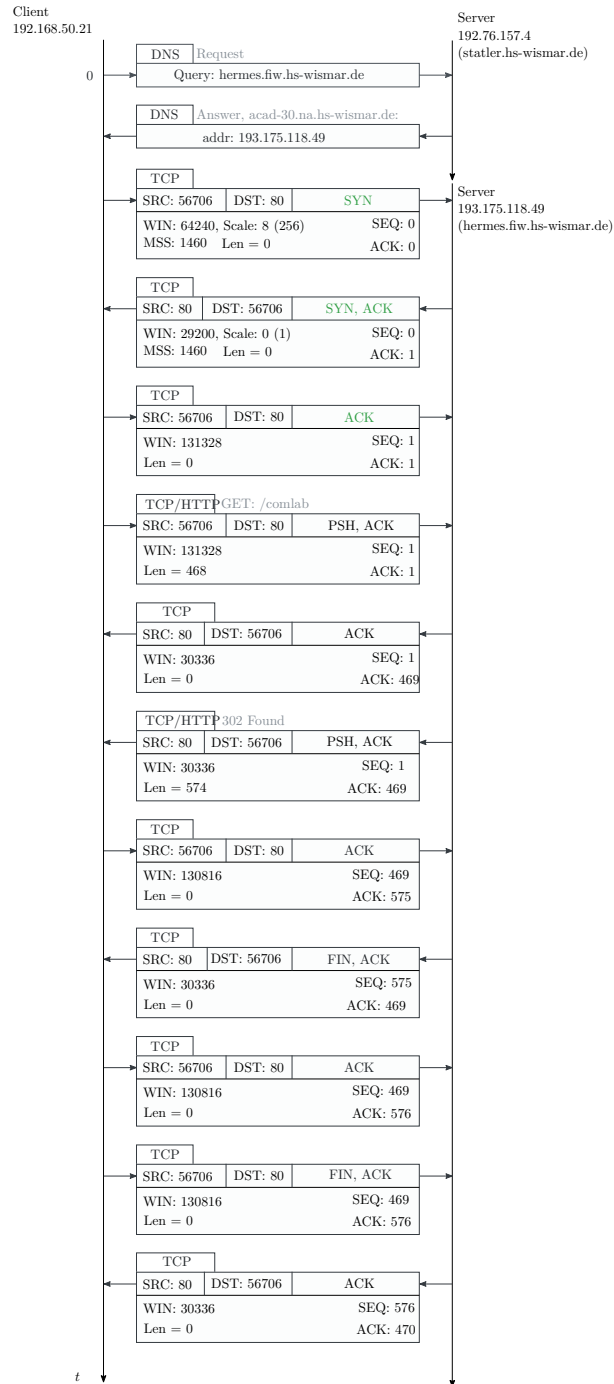 Client
192.168.50.21
Server
192.76.157.4
(statler.hs-wismar.de)
DNS Request
0
Query: hermes.fiw.hs-wismar.de
DNS Answer, acad-30.na.hs-wismar.de:
addr: 193.175.118.49
Server
193.175.118.49
(hermes.fiw.hs-wismar.de)
TCP
SRC: 56706 DST: 80 SYN
WIN: 64240, Scale: 8 (256) SEQ: 0
MSS: 1460 Len = 0 ACK: 0
TCP
SRC: 80 DST: 56706 SYN, ACK
WIN: 29200, Scale: 0 (1) SEQ: 0
MSS: 1460 Len = 0 ACK: 1
TCP
SRC: 56706 DST: 80 ACK
WIN: 131328 SEQ: 1
Len = 0 ACK: 1
TCP/HTTP GET: /comlab
SRC: 56706 DST: 80 PSH, ACK
WIN: 131328 SEQ: 1
Len = 468 ACK: 1
TCP
SRC: 80 DST: 56706 ACK
WIN: 30336 SEQ: 1
Len = 0 ACK: 469
TCP/HTTP 302 Found
SRC: 80 DST: 56706 PSH, ACK
WIN: 30336 SEQ: 1
Len = 574 ACK: 469
TCP
SRC: 56706 DST: 80 ACK
WIN: 130816 SEQ: 469
Len = 0 ACK: 575
TCP
SRC: 80 DST: 56706 FIN, ACK
WIN: 30336 SEQ: 575
Len = 0 ACK: 469
TCP
SRC: 56706 DST: 80 ACK
WIN: 130816 SEQ: 469
Len = 0 ACK: 576
TCP
SRC: 56706 DST: 80 FIN, ACK
WIN: 130816 SEQ: 469
Len = 0 ACK: 576
TCP
SRC: 80 DST: 56706 ACK
WIN: 30336 SEQ: 576
Len = 0 ACK: 470
t